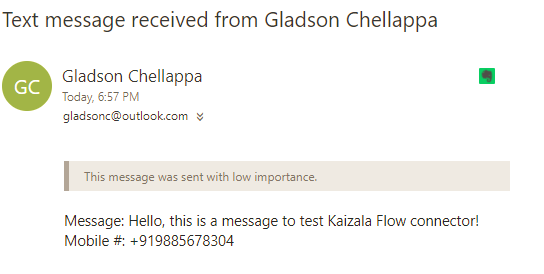 Text message received from Gladson Chellappa
GC
Gladson Chellappa
Today, 6:57 PM
gladsonc@outlook.com
This message was sent with low importance.
Message: Hello, this is a message to test Kaizala Flow connector!
Mobile #: +919885678304